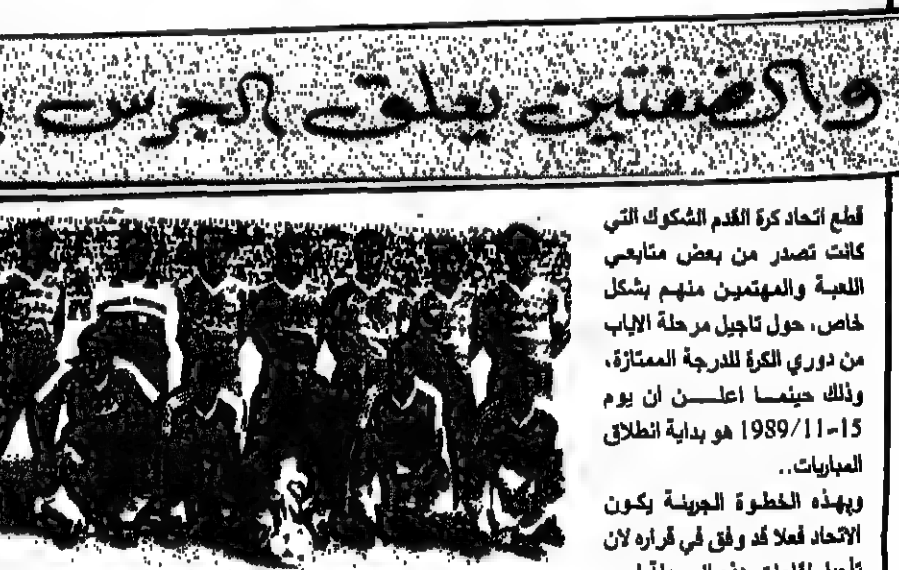 والضفتين يعلق الجرس
قطع اتحاد كرة القدم الشكوك التي
كانت تصدر من بعض متابعي
اللعبة والمهتمين منهم بشكل
خاص، حول تاجيل مرحلة الاياب
من دوري الكرة للدرجة الممتازة،
وذلك حينما اعلن ان يوم
15-11/1989 هو بداية انطلاق
المباريات..
وبهذه الخطوة الجريئة يكون
الاتحاد فعلا قد وفق في قراره لان